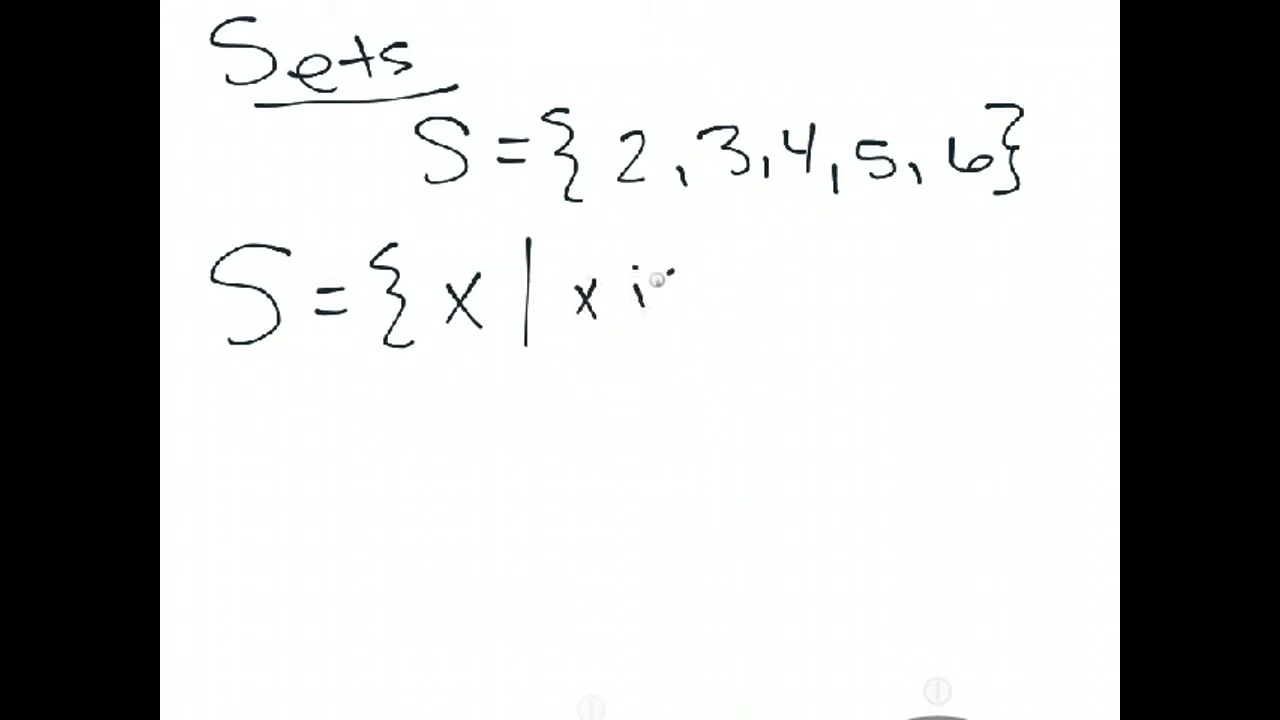 Sets
S = { 2 , 3 , 4 , 5 , 6 }
S = { x | x i